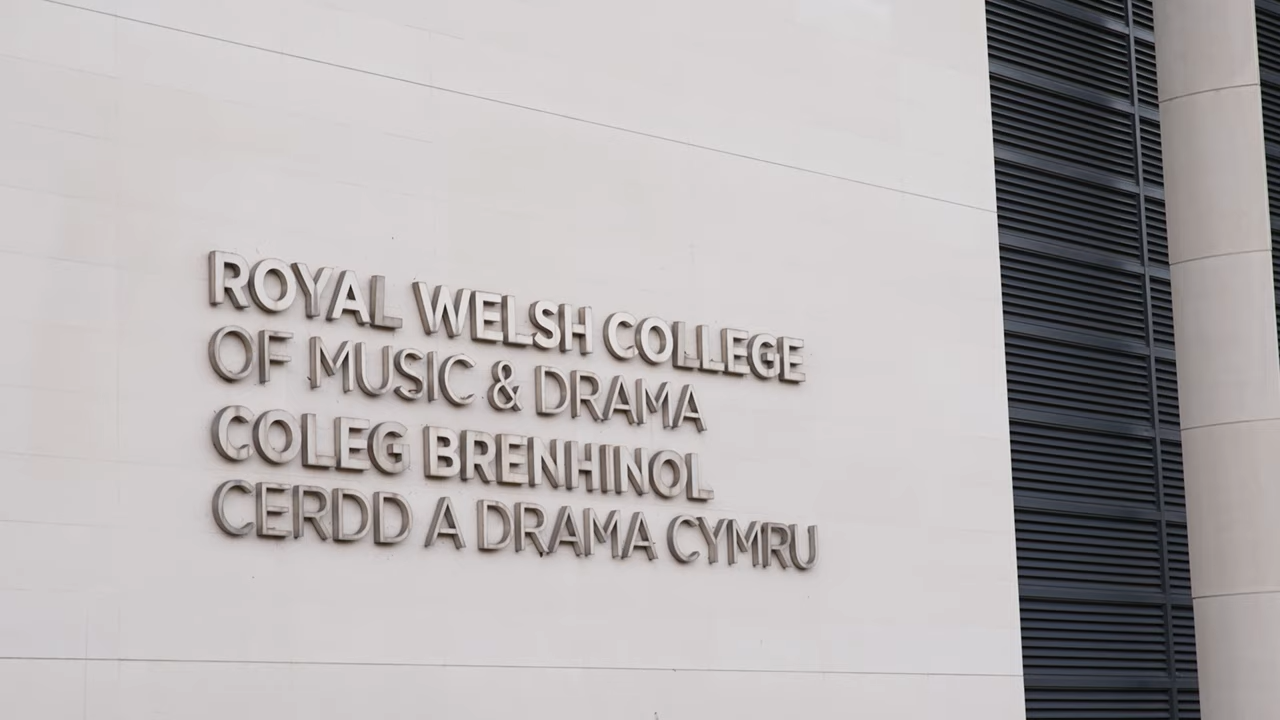 ROYAL WELSH COLLEGE
OF MUSIC & DRAMA
COLEG BRENHINOL
CERDD A DRAMA CYMRU